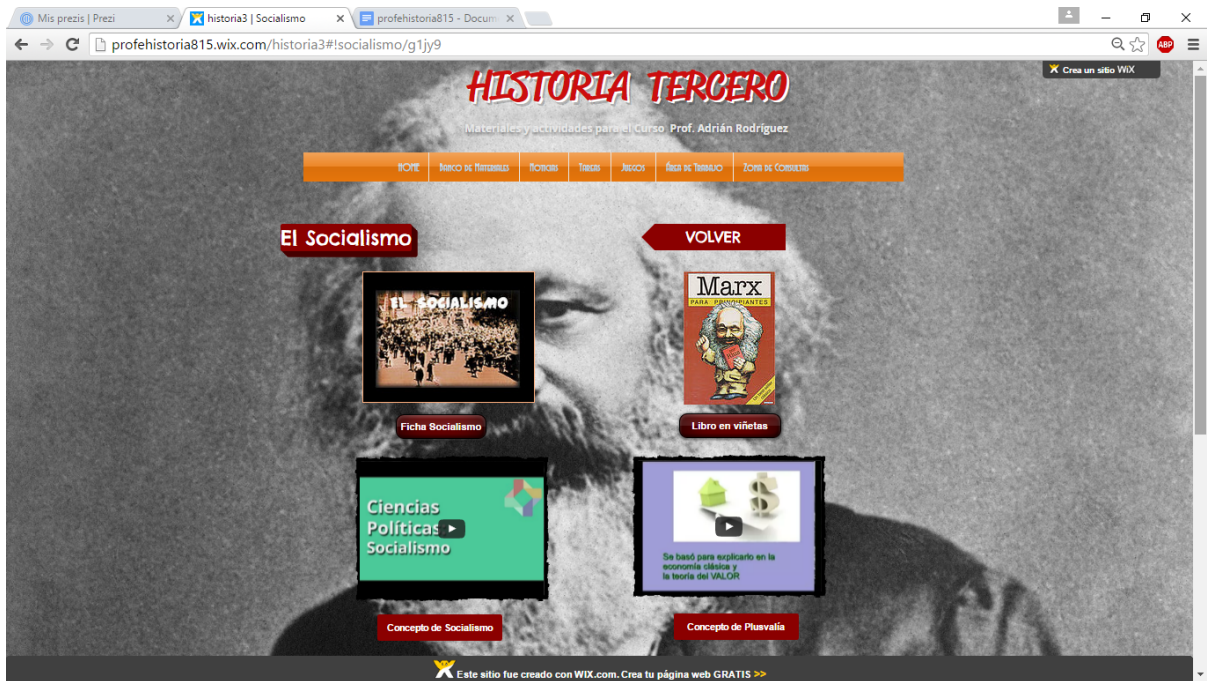 Mis prezis | Prezi
historia3 | Socialismo
profehistoria815 - Docum
profehistoria815.wix.com/historia3#!socialismo/g1jy9
ABP
HISTORIA TERCERO
Crea un sitio WiX
Materiales y actividades para el Curso Prof. Adrián Rodríguez
HOME Banco de Materiales Noticias Tareas Juegos Área de Trabajo Zona de Consultas
El Socialismo
VOLVER
EL SOCIALISMO
Marx
PARA PRINCIPIANTES
Ficha Socialismo
Libro en viñetas
Ciencias
Políticas
Socialismo
$
Se basó para explicarlo en la
economía clásica y
la teoría del VALOR
Concepto de Socialismo
Concepto de Plusvalía
Este sitio fue creado con WIX.com. Crea tu página web GRATIS >>